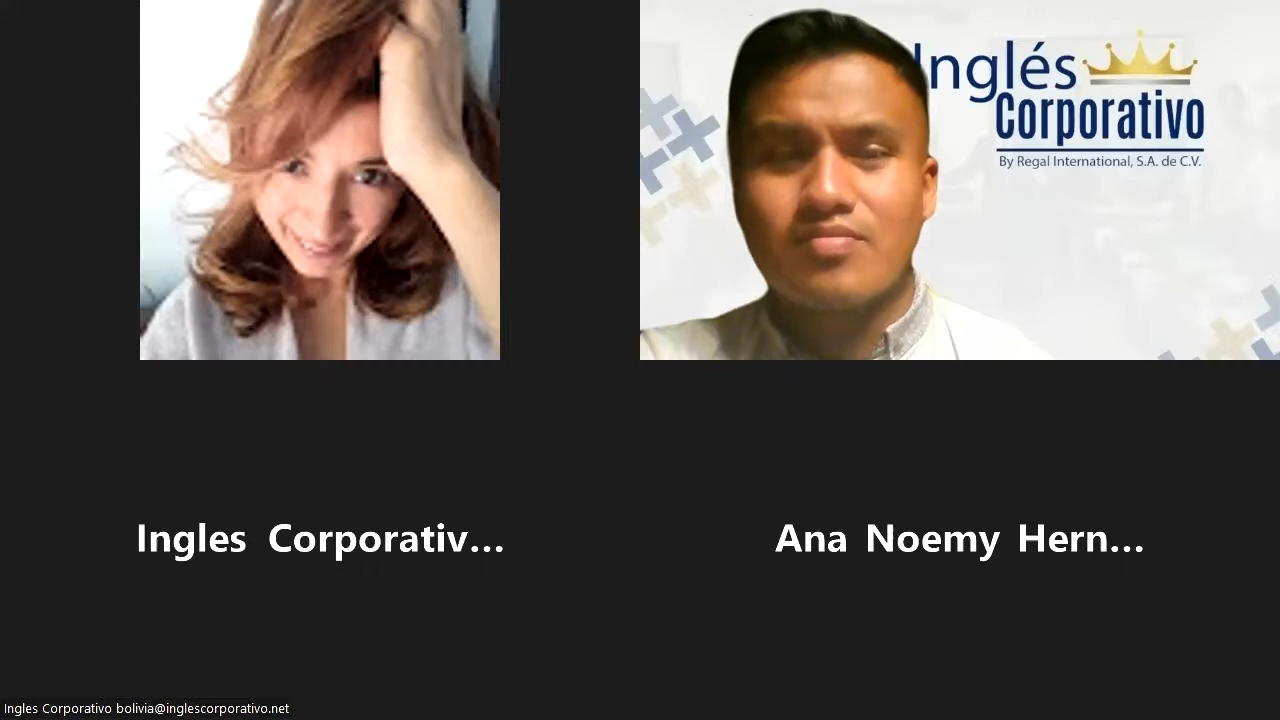 Inglés
Corporativo
By Regal International, S.A. de C.V.
Ingles Corporativ...
Ana Noemy Hern...
Ingles Corporativo bolivia@inglescorporativo.net